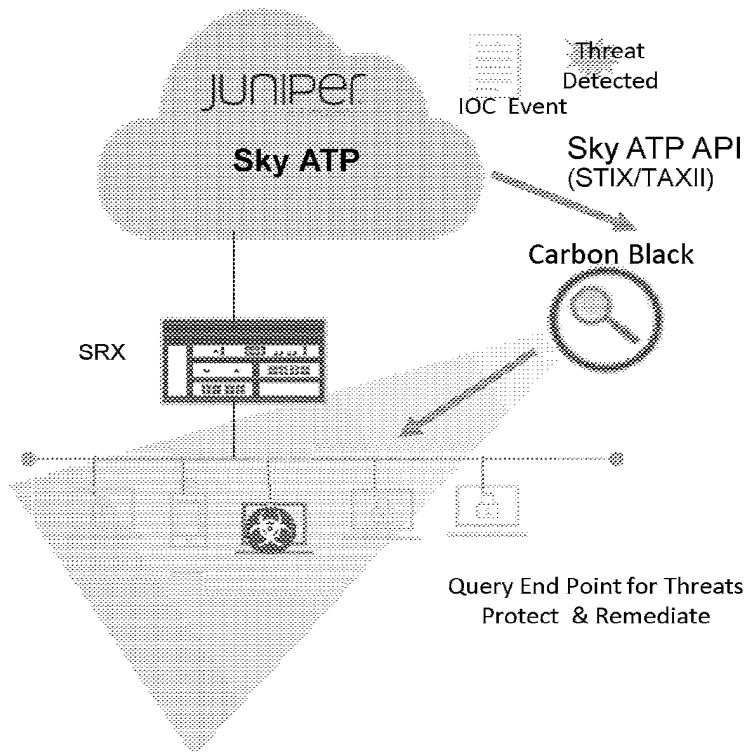 JUNIPER
Sky ATP
IOC Event
Threat
Detected
Sky ATP API
(STIX/TAXII)
Carbon Black
SRX
Query End Point for Threats
Protect & Remediate